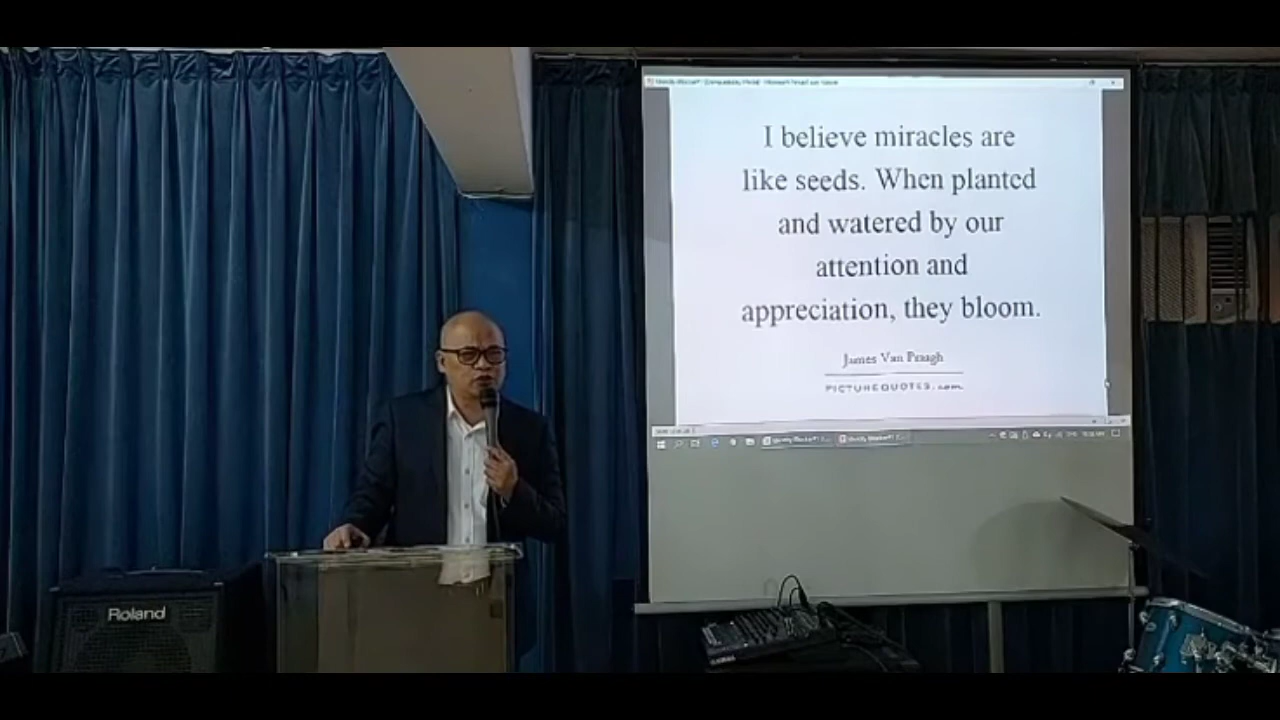 I believe miracles are
like seeds. When planted
and watered by our
attention and
appreciation, they bloom.
James Van Praagh
PICTUREQUOTES.com
Roland